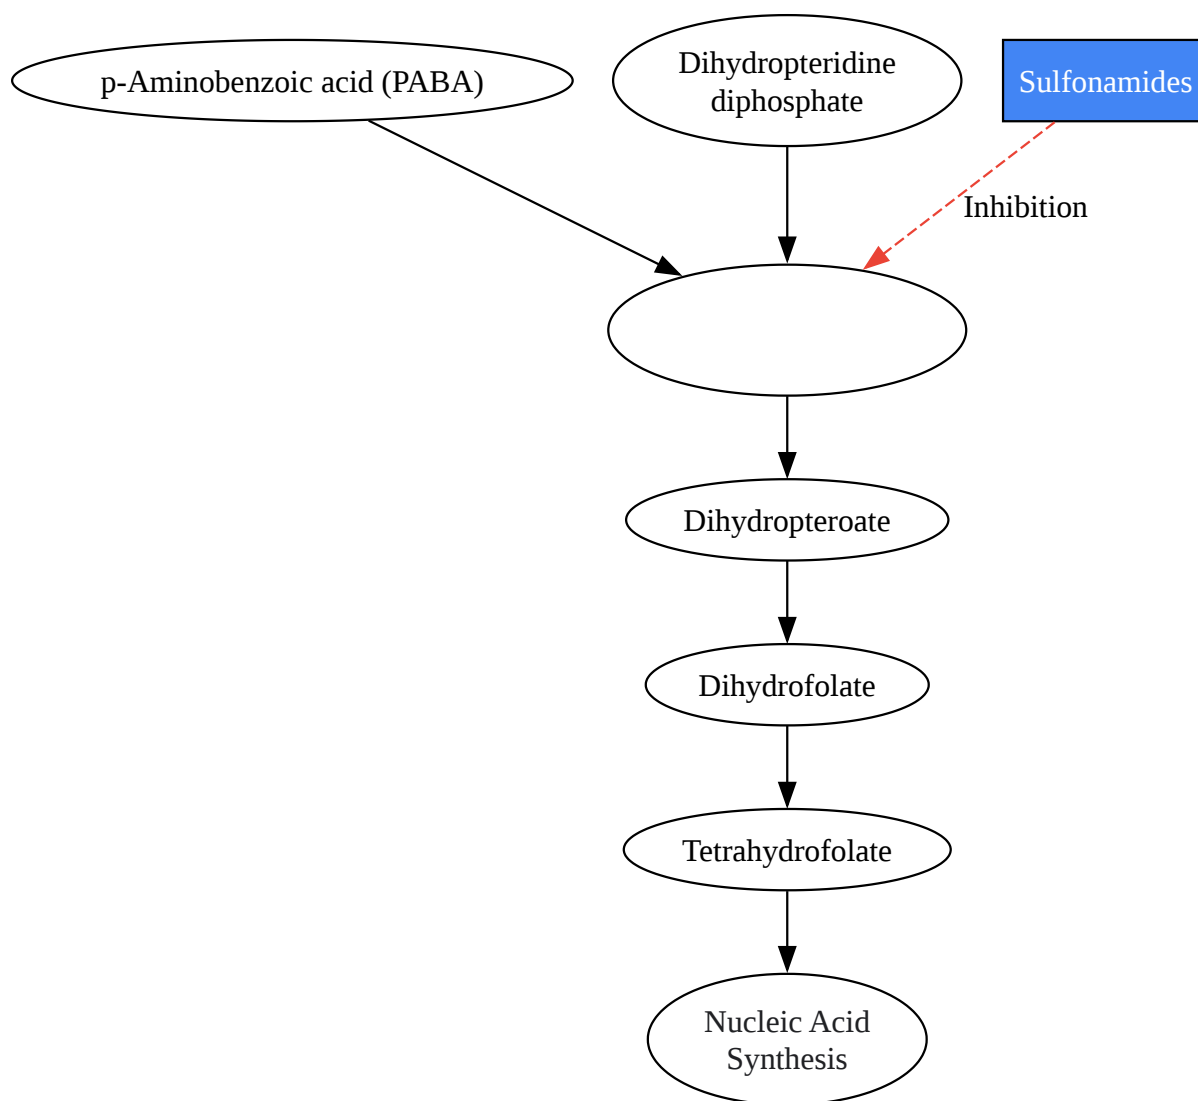 p-Aminobenzoic acid (PABA)
Dihydropteridine
diphosphate
Sulfonamides
Inhibition
Dihydropteroate
Dihydrofolate
Tetrahydrofolate
Nucleic Acid
Synthesis